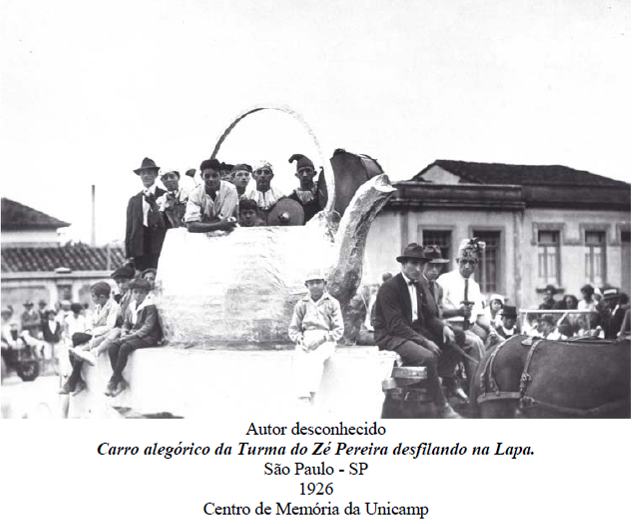 Autor desconhecido
Carro alegórico da Turma do Zé Pereira desfilando na Lapa.
São Paulo - SP
1926
Centro de Memória da Unicamp